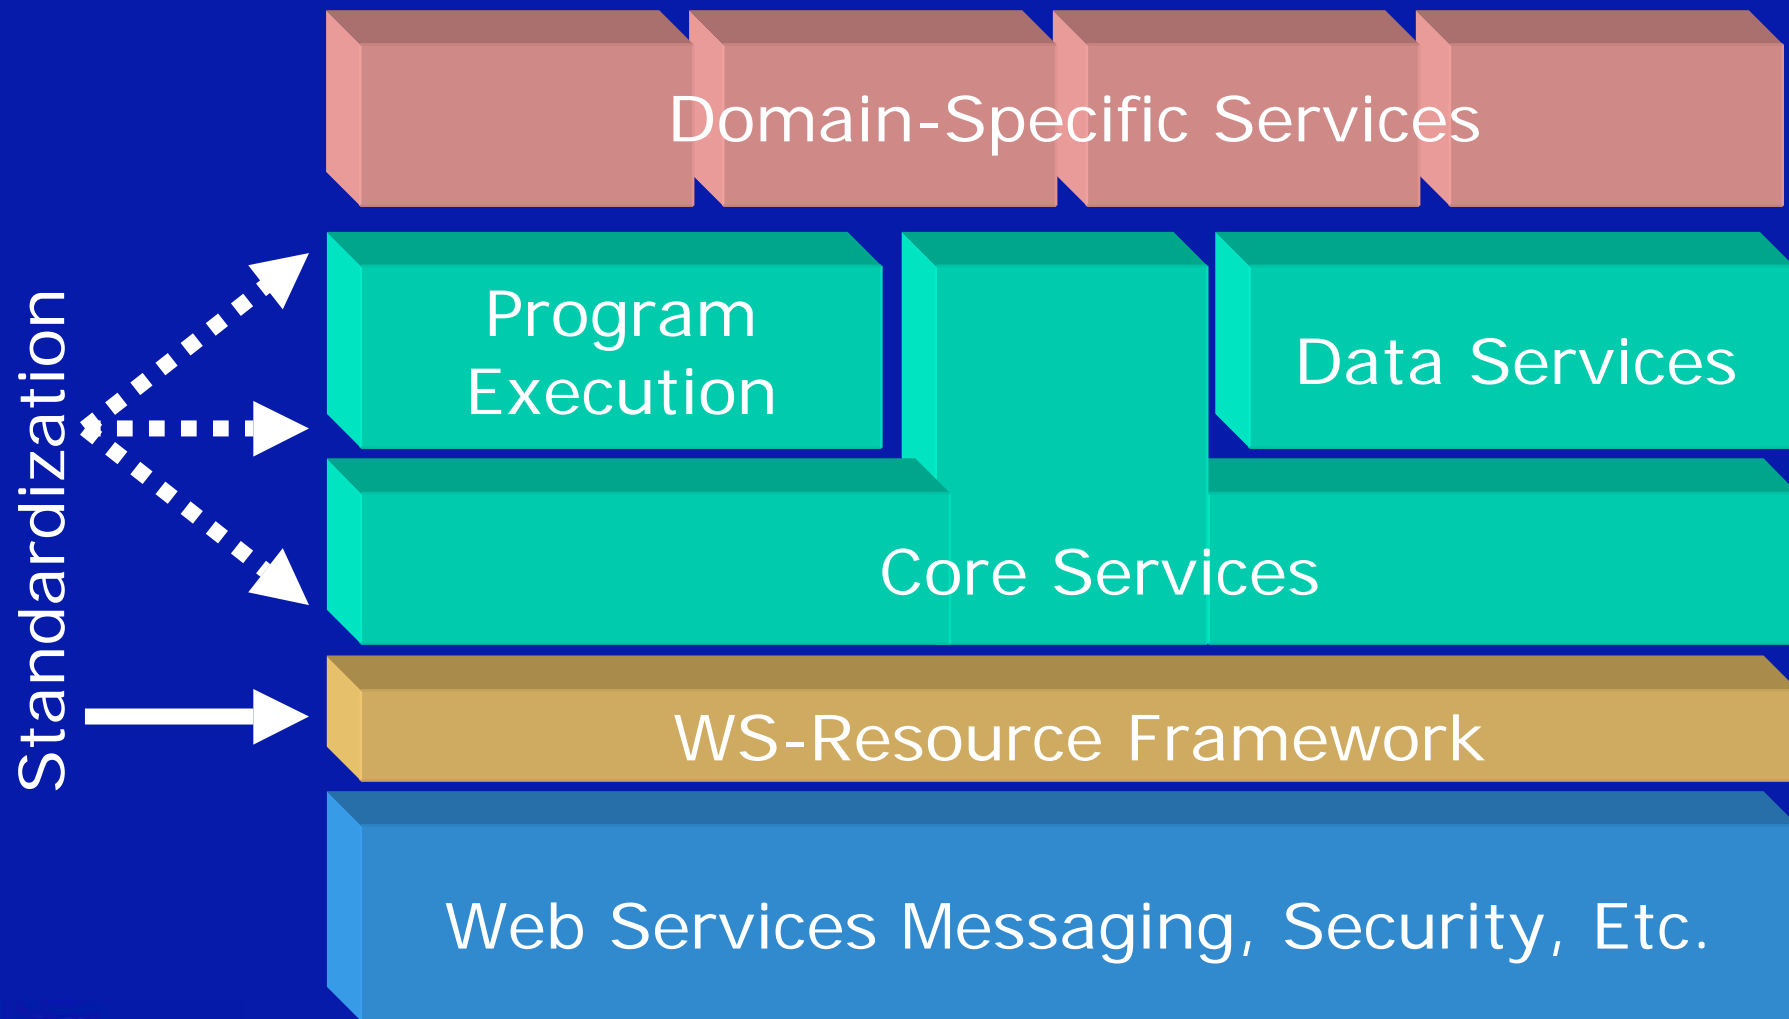 Domain-Specific Services
Program
Execution
Data Services
Standardization
Core Services
WS-Resource Framework
Web Services Messaging, Security, Etc.